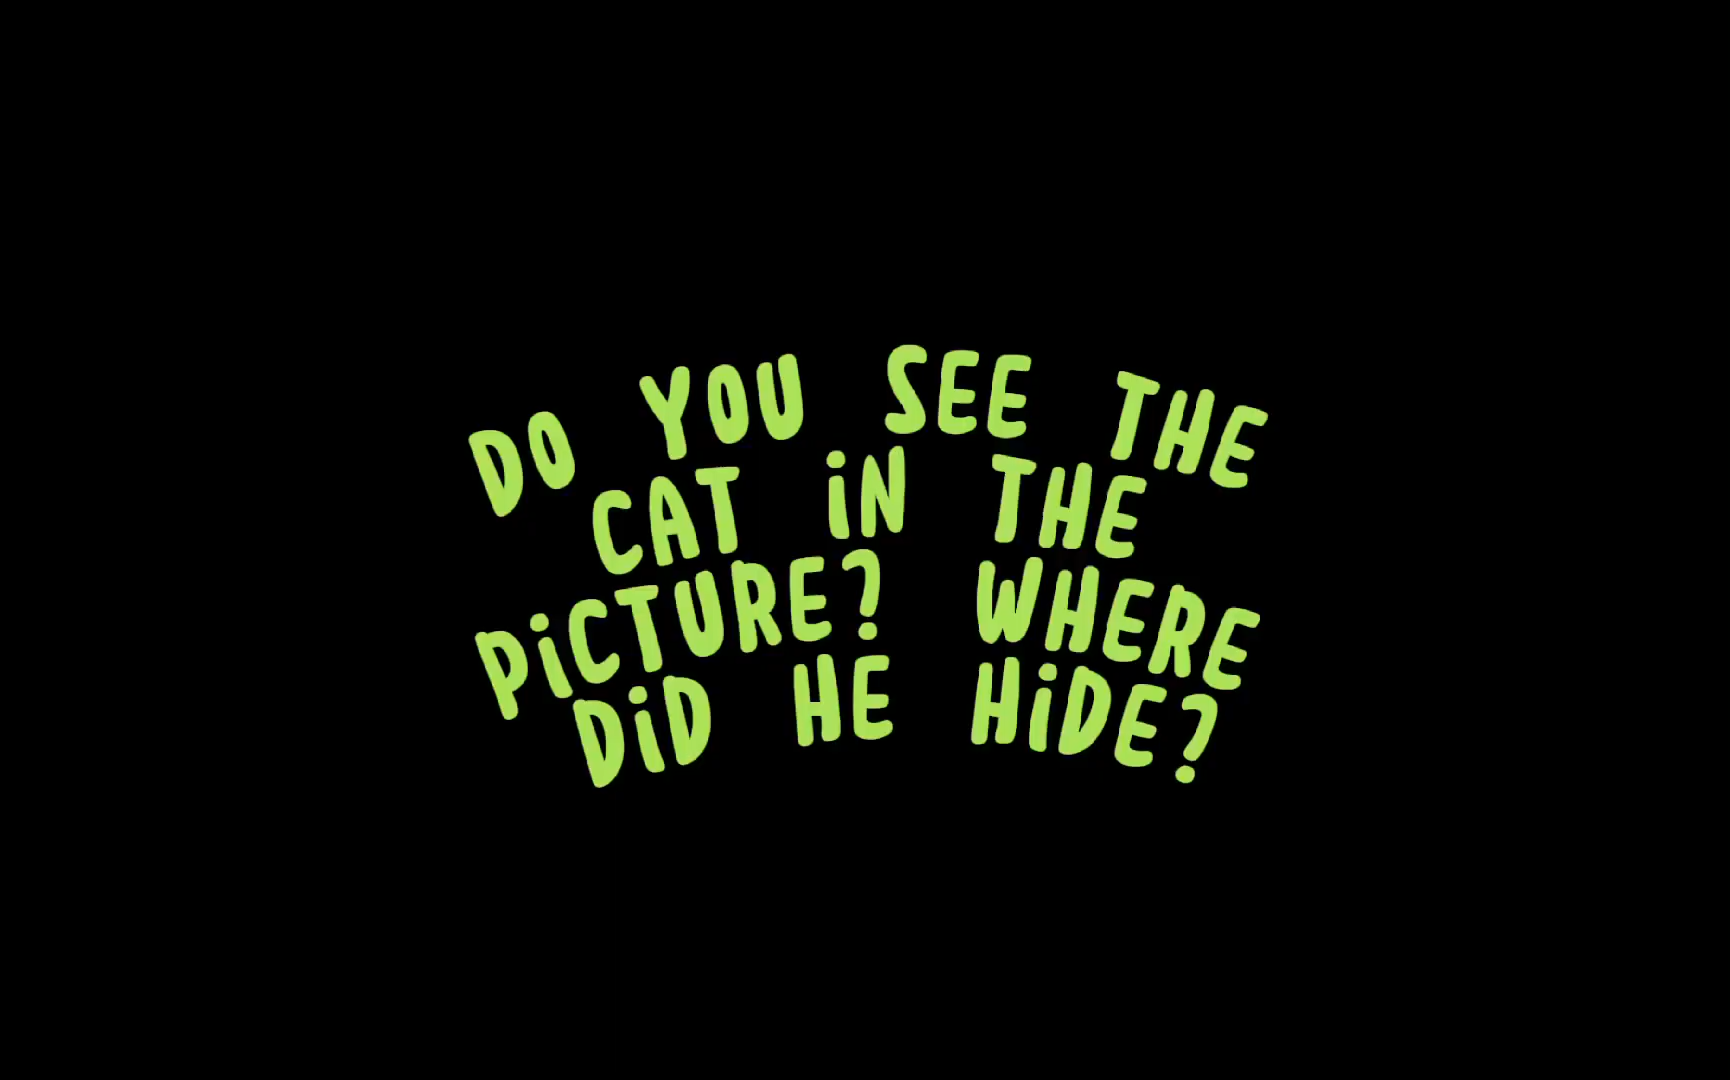 DO YOU SEE THE
CAT iN THE
PiCTURE? WHERE
DiD HE HiDE?